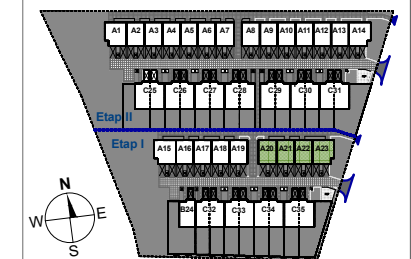 A1 A2 A3 A4 A5 A6 A7 A8 A9 A10 A11 A12 A13 A14
C25 C26 C27 C28 C29 C30 C31
Etap II
Etap I
A15 A16 A17 A18 A19 A20 A21 A22 A23
B24 C32 C33 C34 C35
N
W E
S